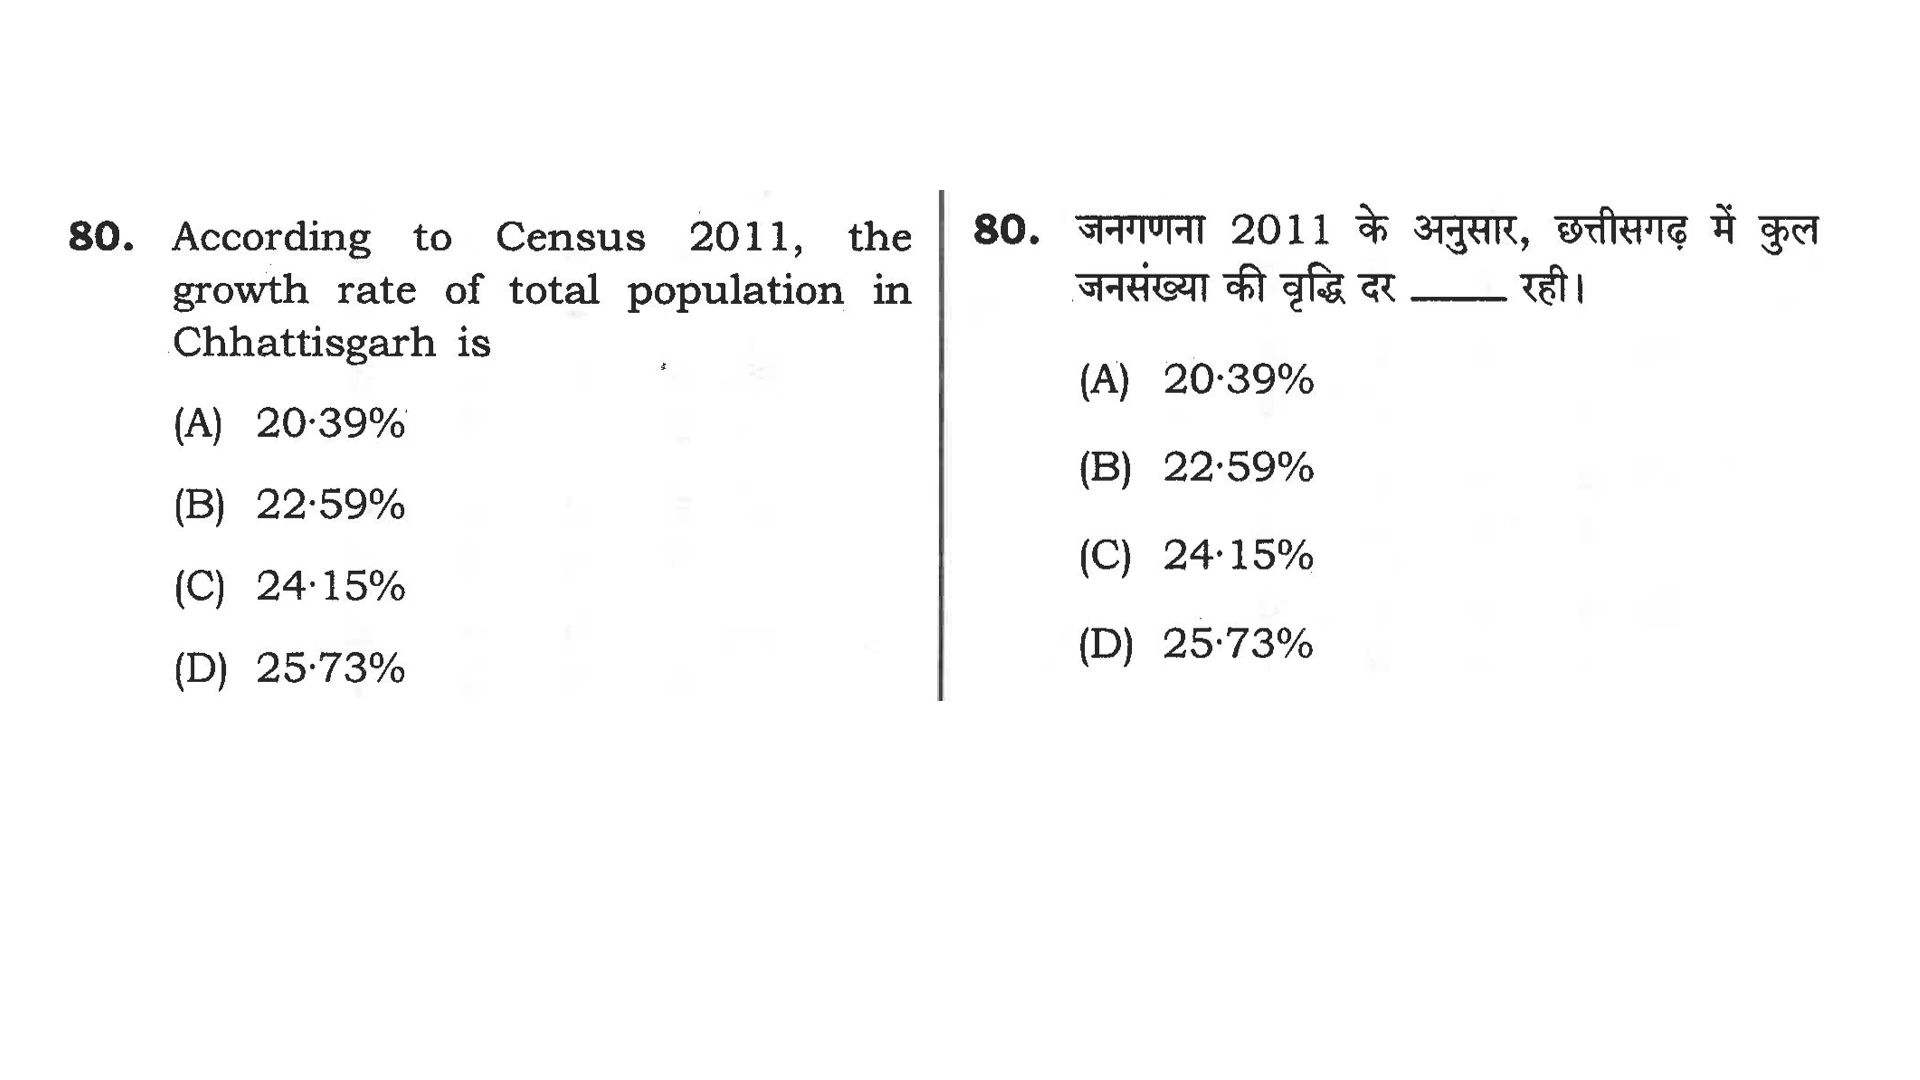 80. According to Census 2011, the
growth rate of total population in
Chhattisgarh is
(A) 20·39%
(B) 22·59%
(C) 24·15%
(D) 25·73%
80. जनगणना 2011 के अनुसार, छत्तीसगढ़ में कुल
जनसंख्या की वृद्धि दर _____ रही।
(A) 20·39%
(B) 22·59%
(C) 24·15%
(D) 25·73%